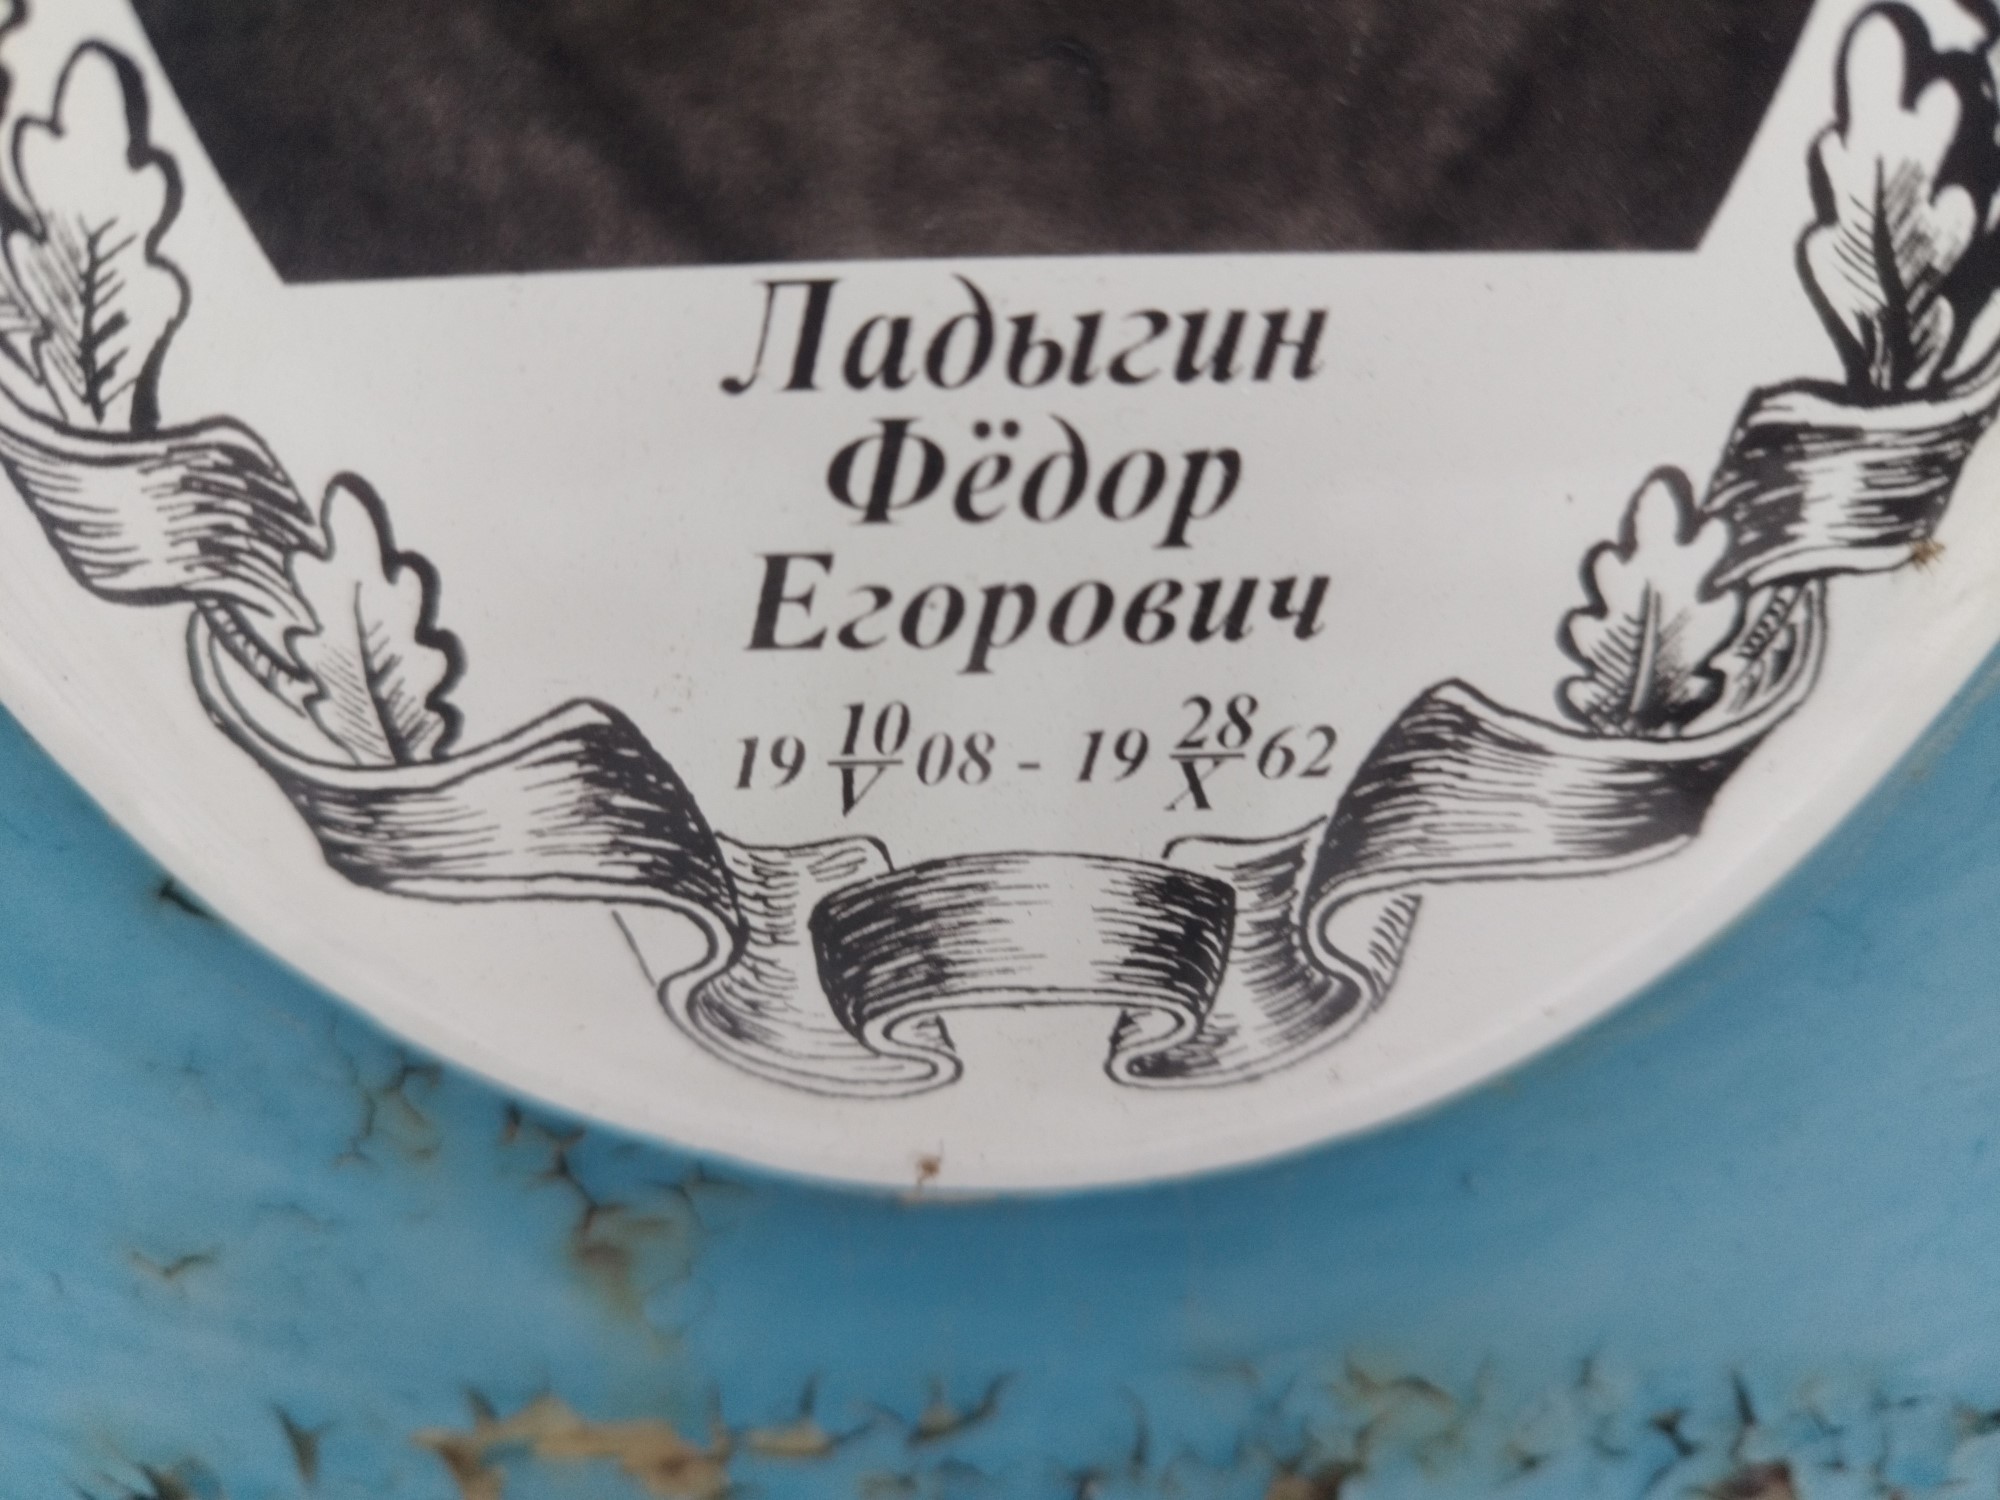 Ладыгин
Фёдор
Егорович
19 10/V 08 - 19 28/X 62